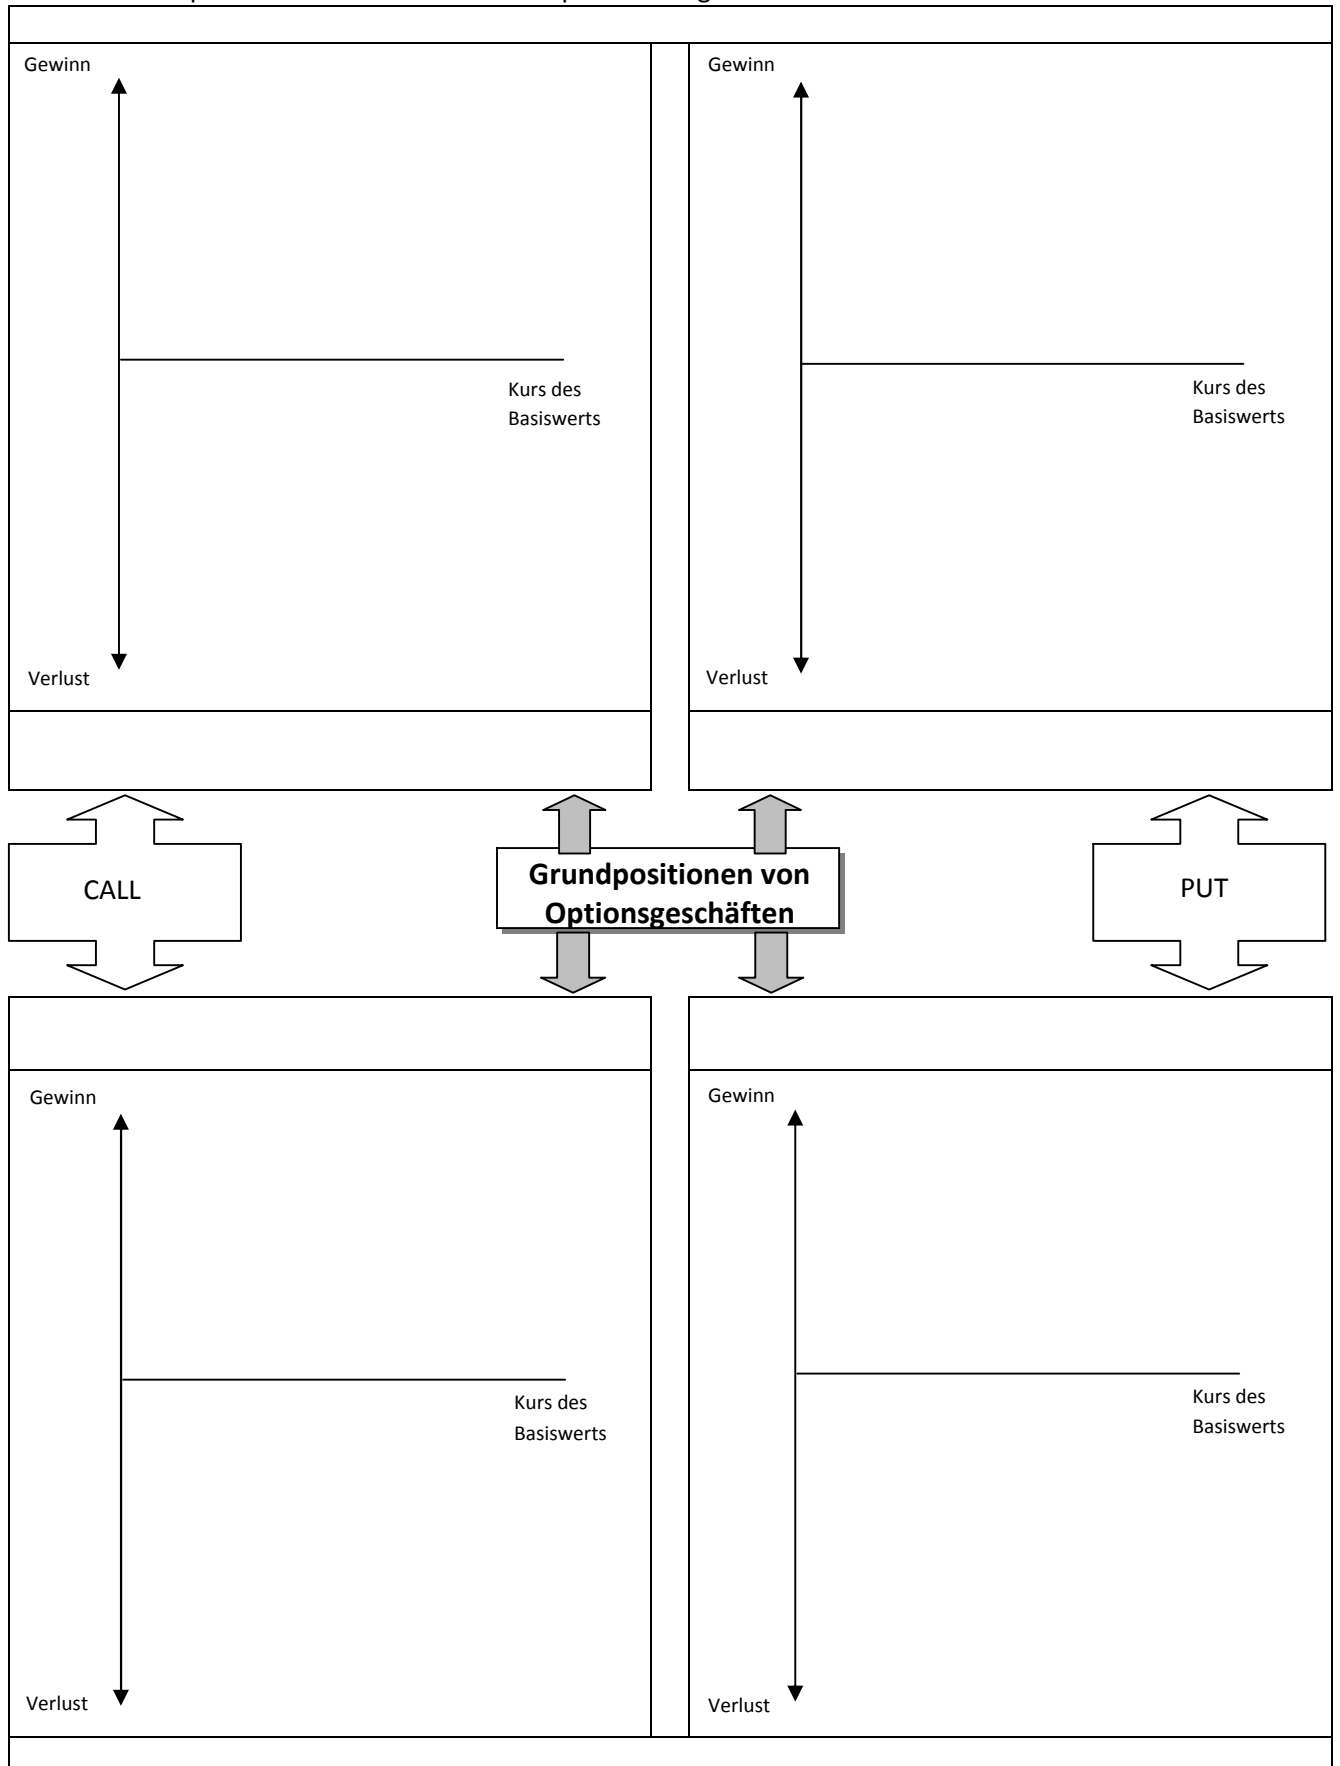 Gewinn
Gewinn
Kurs des
Basiswerts
Kurs des
Basiswerts
Verlust
Verlust
CALL
Grundpositionen von
Optionsgeschäften
PUT
Gewinn
Gewinn
Kurs des
Basiswerts
Kurs des
Basiswerts
Verlust
Verlust